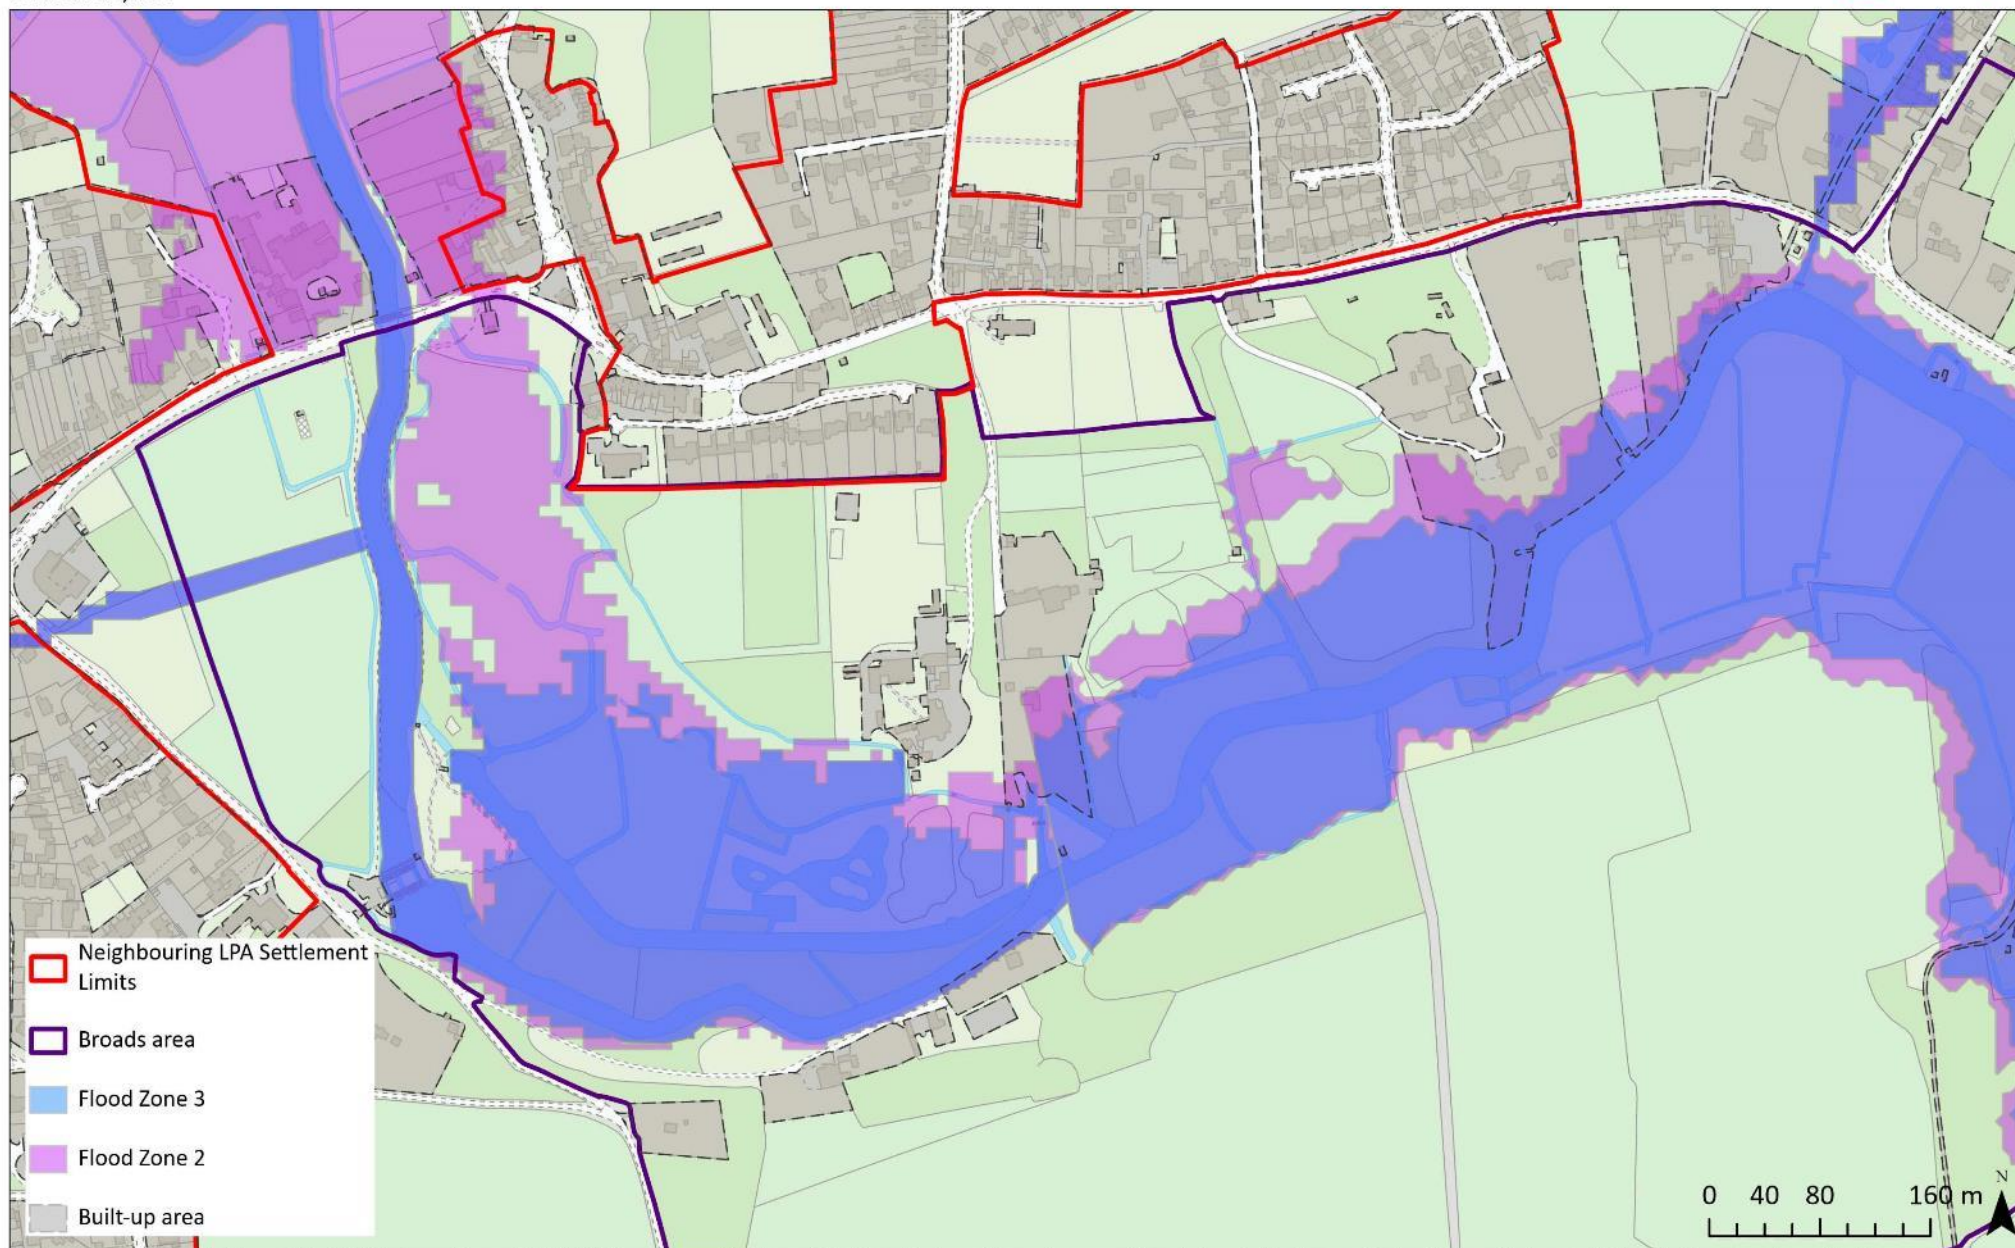 Neighbouring LPA Settlement
Limits
Broads area
Flood Zone 3
Flood Zone 2
Built-up area
0 40 80 160 m
N